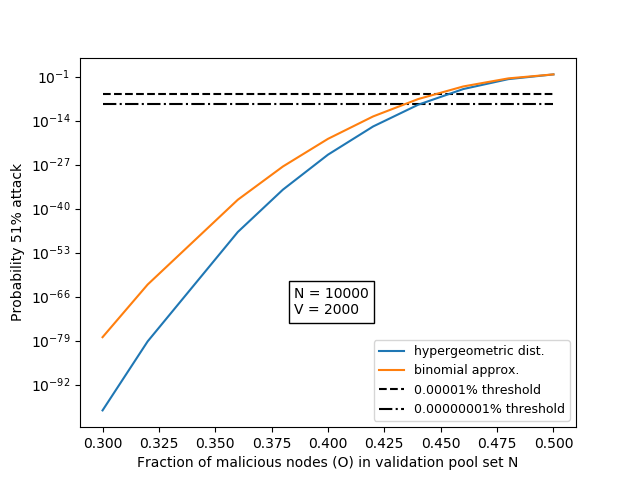 10^-1
10^-14
10^-27
10^-40
10^-53
10^-66
10^-79
10^-92
Probability 51% attack
N = 10000
V = 2000
hypergeometric dist.
binomial approx.
0.00001% threshold
0.00000001% threshold
0.300 0.325 0.350 0.375 0.400 0.425 0.450 0.475 0.500
Fraction of malicious nodes (O) in validation pool set N